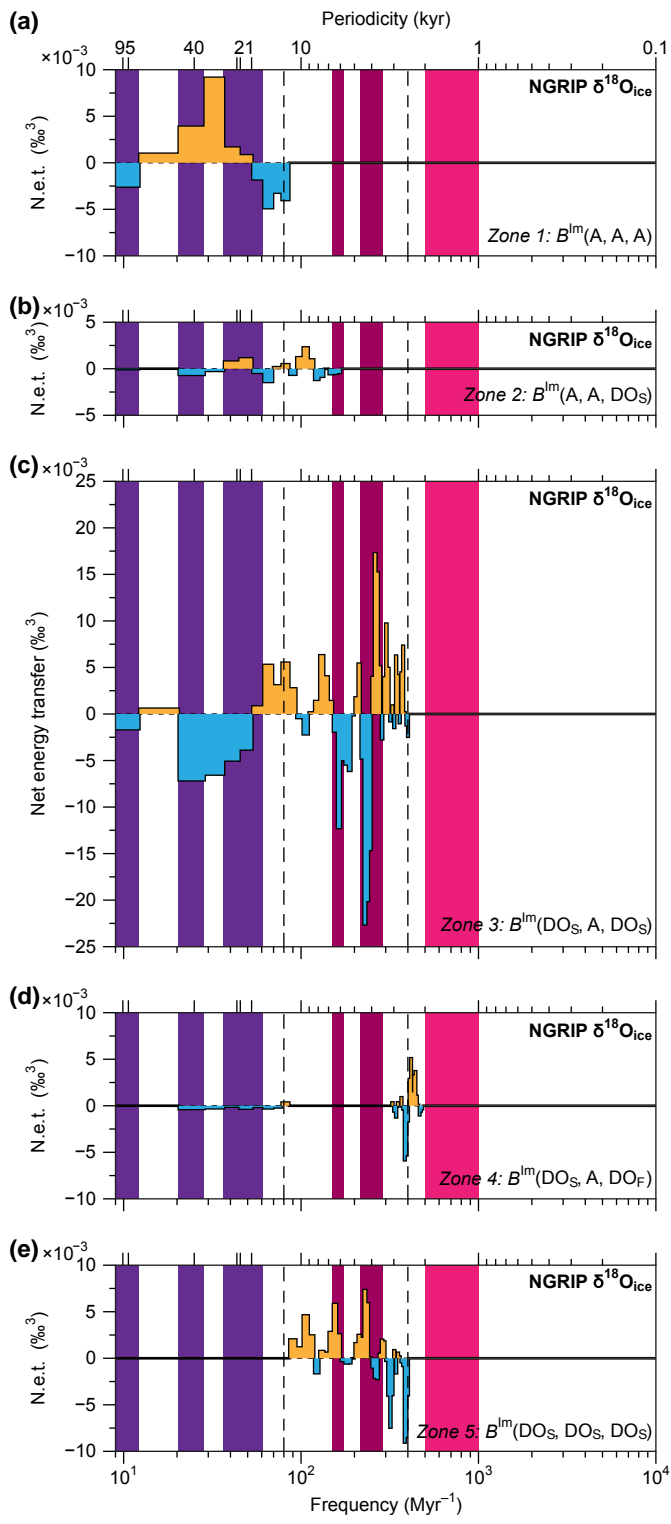 Periodicity (kyr)
(a)
95 40 21 10 1 0.1
×10⁻³
10
5
0
−5
−10
N.e.t. (‰³)
NGRIP δ¹⁸Oice
Zone 1: Bᴵᵐ(A, A, A)
(b)
×10⁻³
5
0
−5
N.e.t. (‰³)
NGRIP δ¹⁸Oice
Zone 2: Bᴵᵐ(A, A, DOS)
(c)
×10⁻³
25
20
15
10
5
0
−5
−10
−15
−20
−25
Net energy transfer (‰³)
NGRIP δ¹⁸Oice
Zone 3: Bᴵᵐ(DOS, A, DOS)
(d)
×10⁻³
10
5
0
−5
−10
N.e.t. (‰³)
NGRIP δ¹⁸Oice
Zone 4: Bᴵᵐ(DOS, A, DOF)
(e)
×10⁻³
10
5
0
−5
−10
N.e.t. (‰³)
NGRIP δ¹⁸Oice
Zone 5: Bᴵᵐ(DOS, DOS, DOS)
10¹ 10² 10³ 10⁴
Frequency (Myr⁻¹)